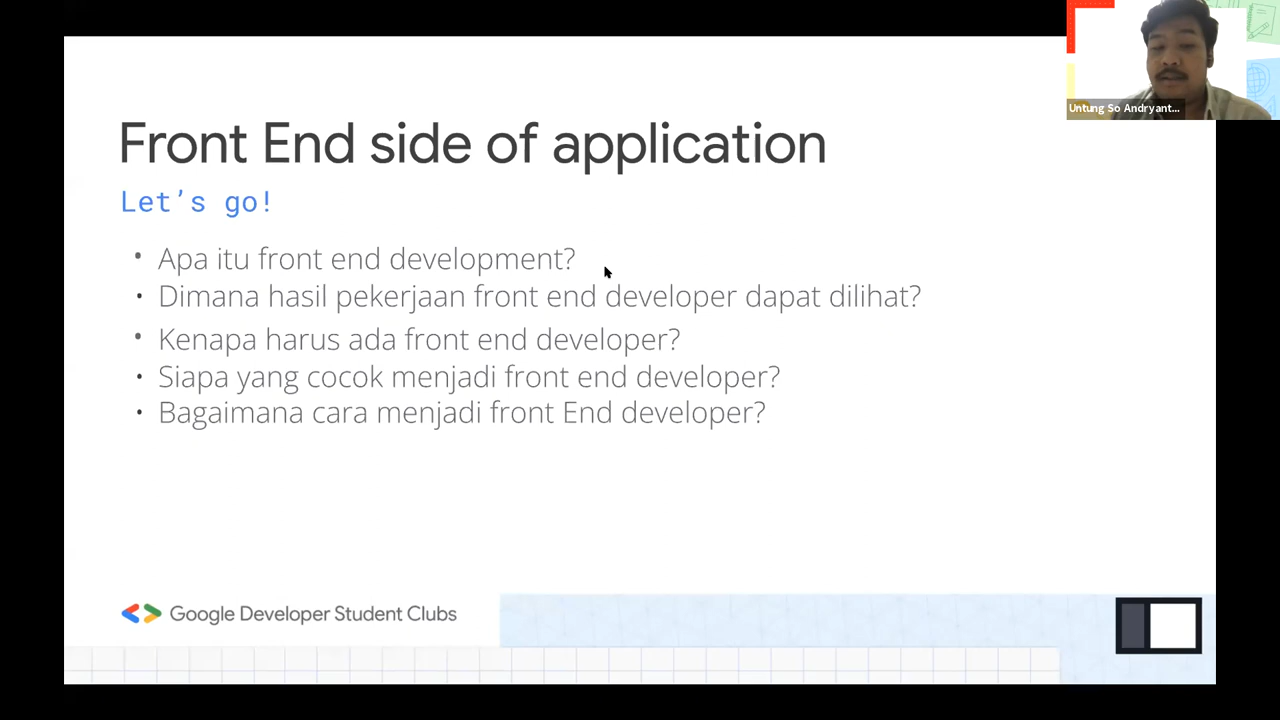 Untung So Andryant...
Front End side of application
Let's go!
• Apa itu front end development?
• Dimana hasil pekerjaan front end developer dapat dilihat?
• Kenapa harus ada front end developer?
• Siapa yang cocok menjadi front end developer?
• Bagaimana cara menjadi front End developer?
Google Developer Student Clubs